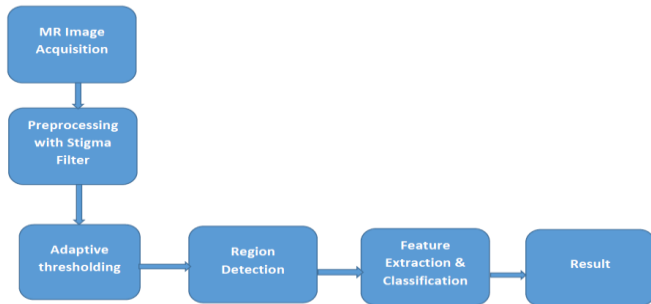 MR Image
Acquisition
Preprocessing
with Stigma
Filter
Adaptive
thresholding
Region
Detection
Feature
Extraction &
Classification
Result